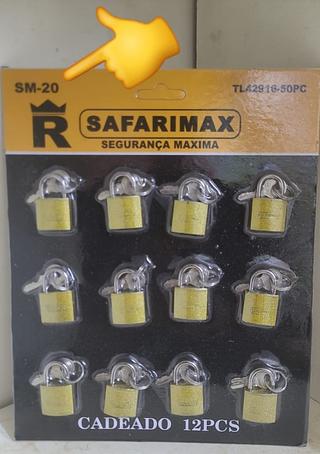 SM-20
TL42916-50PC
R
SAFARIMAX
SEGURANÇA MAXIMA
CADEADO 12PCS